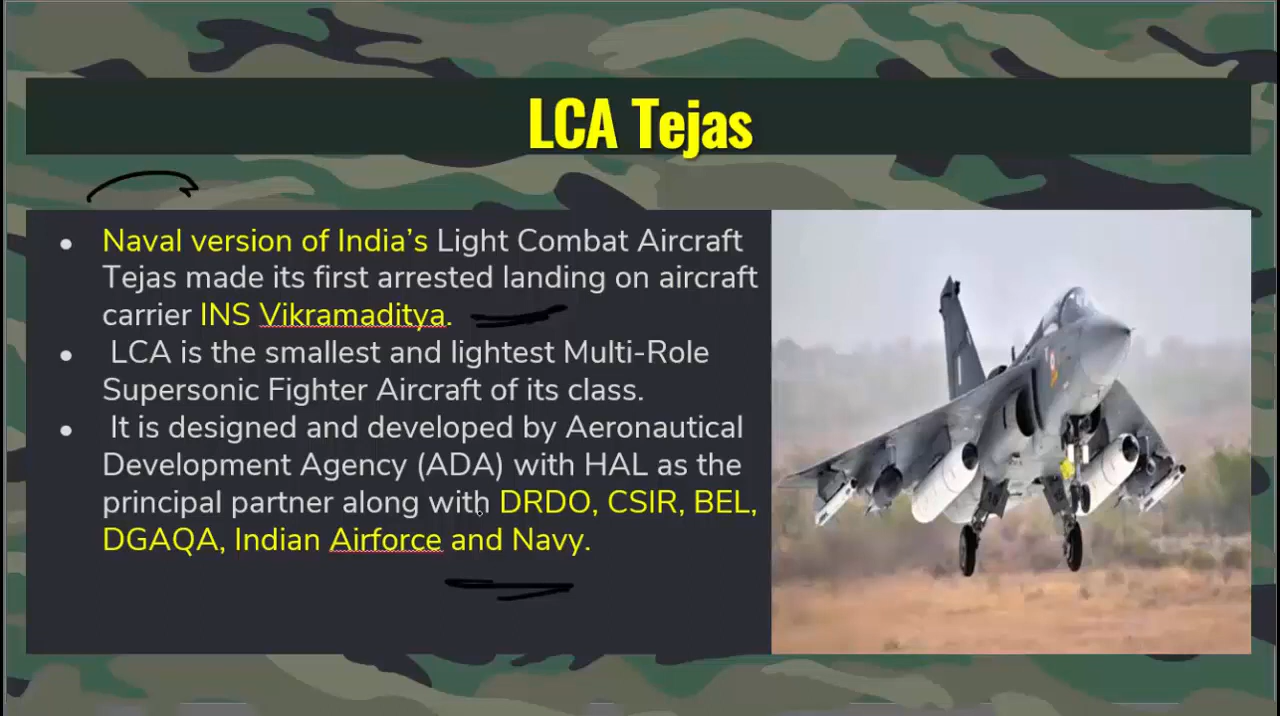 LCA Tejas
Naval version of India’s Light Combat Aircraft
Tejas made its first arrested landing on aircraft
carrier INS Vikramaditya.
LCA is the smallest and lightest Multi-Role
Supersonic Fighter Aircraft of its class.
It is designed and developed by Aeronautical
Development Agency (ADA) with HAL as the
principal partner along with DRDO, CSIR, BEL,
DGAQA, Indian Airforce and Navy.